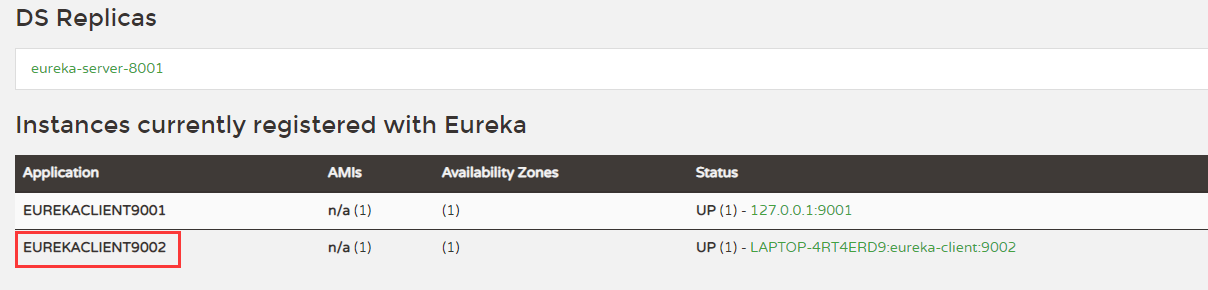 DS Replicas
eureka-server-8001
Instances currently registered with Eureka
Application AMIs Availability Zones Status
EUREKACLIENT9001 n/a (1) (1) UP (1) - 127.0.0.1:9001
EUREKACLIENT9002 n/a (1) (1) UP (1) - LAPTOP-4RT4ERD9:eureka-client:9002